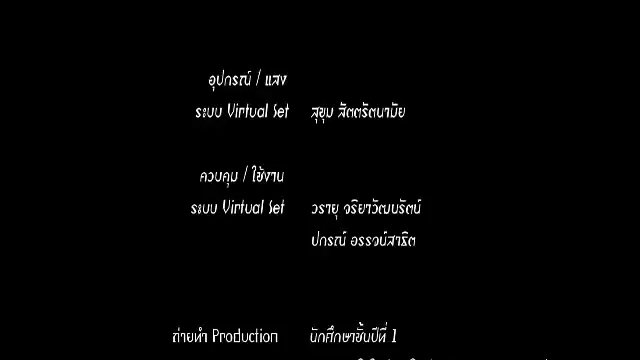 อุปกรณ์ / แสง
ระบบ Virtual Set สุขุม สัตตรัตนามัย
ควบคุม / ใช้งาน
ระบบ Virtual Set วรายุ จริยาวัฒนรัตน์
ปกรณ์ อรรจน์สาธิต
ถ่ายทำ Production นักศึกษาชั้นปีที่ 1